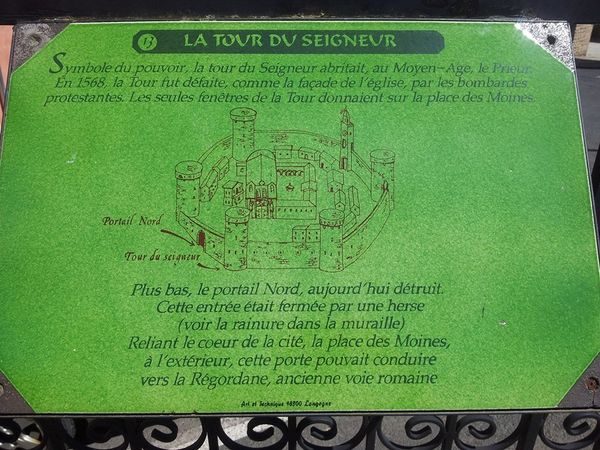 13 LA TOUR DU SEIGNEUR
Symbole du pouvoir, la tour du Seigneur abritait, au Moyen-Age, le Prieur.
En 1568, la Tour fut défaite, comme la façade de l'église, par les bombardes
protestantes. Les seules fenêtres de la Tour donnaient sur la place des Moines.
Portail Nord
Tour du seigneur
Plus bas, le portail Nord, aujourd'hui détruit.
Cette entrée était fermée par une herse
(voir la rainure dans la muraille)
Reliant le coeur de la cité, la place des Moines,
à l'extérieur, cette porte pouvait conduire
vers la Régordane, ancienne voie romaine
Art et Technique 48300 Langogne